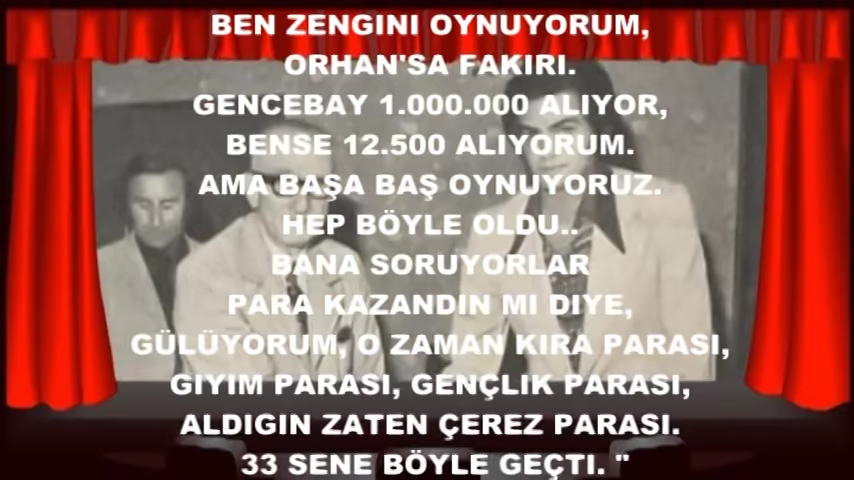 BEN ZENGINI OYNUYORUM,
ORHAN'SA FAKIRI.
GENCEBAY 1.000.000 ALIYOR,
BENSE 12.500 ALIYORUM.
AMA BAŞA BAŞ OYNUYORUZ.
HEP BÖYLE OLDU..
BANA SORUYORLAR
PARA KAZANDIN MI DIYE,
GÜLÜYORUM, O ZAMAN KIRA PARASI,
GIYIM PARASI, GENÇLIK PARASI,
ALDIGIN ZATEN ÇEREZ PARASI.
33 SENE BÖYLE GEÇTI. "